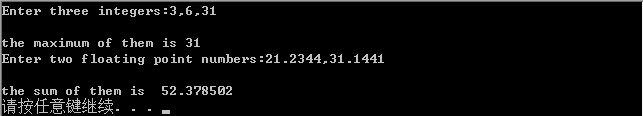 Enter three integers:3,6,31
the maximum of them is 31
Enter two floating point numbers:21.2344,31.1441
the sum of them is  52.378502
请按任意键继续. . .